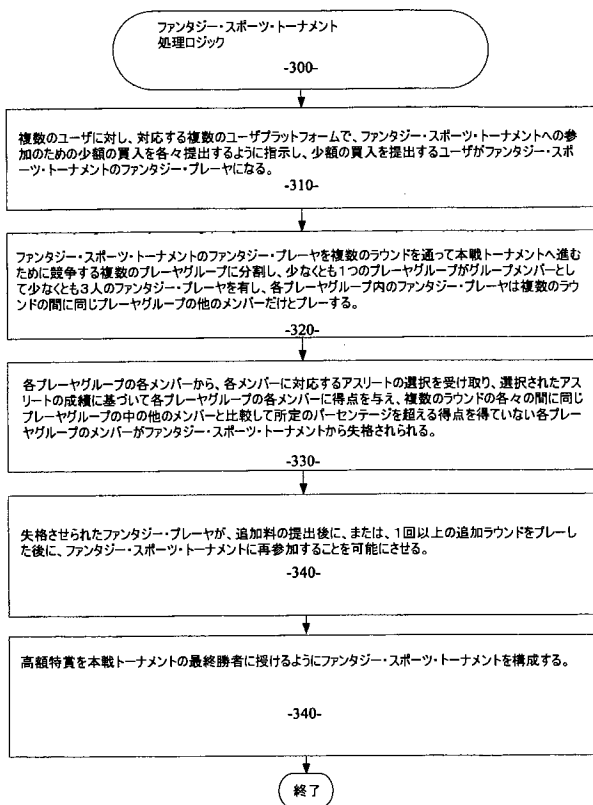 ファンタジー・スポーツ・トーナメント
処理ロジック
-300-
複数のユーザに対し、対応する複数のユーザプラットフォームで、ファンタジー・スポーツ・トーナメントへの参
加のための少額の買入を各々提出するように指示し、少額の買入を提出するユーザがファンタジー・スポ
ーツ・トーナメントのファンタジー・プレーヤになる。
-310-
ファンタジー・スポーツ・トーナメントのファンタジー・プレーヤを複数のラウンドを通って本戦トーナメントへ進む
ために競争する複数のプレーヤグループに分割し、少なくとも1つのプレーヤグループがグループメンバーとし
て少なくとも3人のファンタジー・プレーヤを有し、各プレーヤグループ内のファンタジー・プレーヤは複数のラウ
ンドの間に同じプレーヤグループの他のメンバーだけとプレーする。
-320-
各プレーヤグループの各メンバーから、各メンバーに対応するアスリートの選択を受け取り、選択されたアス
リートの成績に基づいて各プレーヤグループの各メンバーに得点を与え、複数のラウンドの各々の間に同じ
プレーヤグループの中の他のメンバーと比較して所定のパーセンテージを超える得点を得ていない各プレー
ヤグループのメンバーがファンタジー・スポーツ・トーナメントから失格されられる。
-330-
失格させられたファンタジー・プレーヤが、追加料の提出後に、または、1回以上の追加ラウンドをプレーし
た後に、ファンタジー・スポーツ・トーナメントに再参加することを可能にさせる。
-340-
高額特賞を本戦トーナメントの最終勝者に授けるようにファンタジー・スポーツ・トーナメントを構成する。
-340-
終了